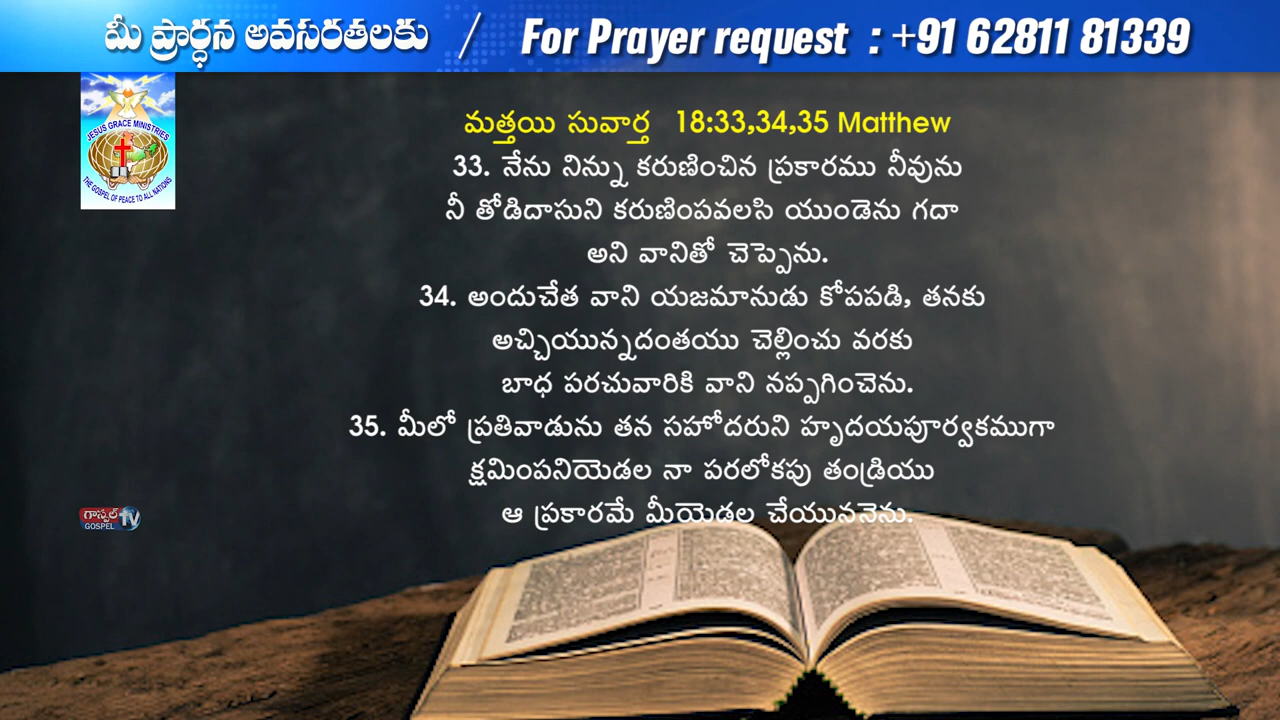 మీ ప్రార్ధన అవసరతలకు / For Prayer request : +91 62811 81339
JESUS GRACE MINISTRIES
THE GOSPEL OF PEACE TO ALL NATIONS
మత్తయి సువార్త 18:33,34,35 Matthew
33. నేను నిన్ను కరుణించిన ప్రకారము నీవును
నీ తోడిదాసుని కరుణింపవలసి యుండెను గదా
అని వానితో చెప్పెను.
34. అందుచేత వాని యజమానుడు కోపపడి, తనకు
అచ్చియున్నదంతయు చెల్లించు వరకు
బాధ పరచువారికి వాని నప్పగించెను.
35. మీలో ప్రతివాడును తన సహోదరుని హృదయపూర్వకముగా
క్షమింపనియెడల నా పరలోకపు తండ్రియు
ఆ ప్రకారమే మీయెడల చేయుననెను.
గాస్పల్ TV
GOSPEL